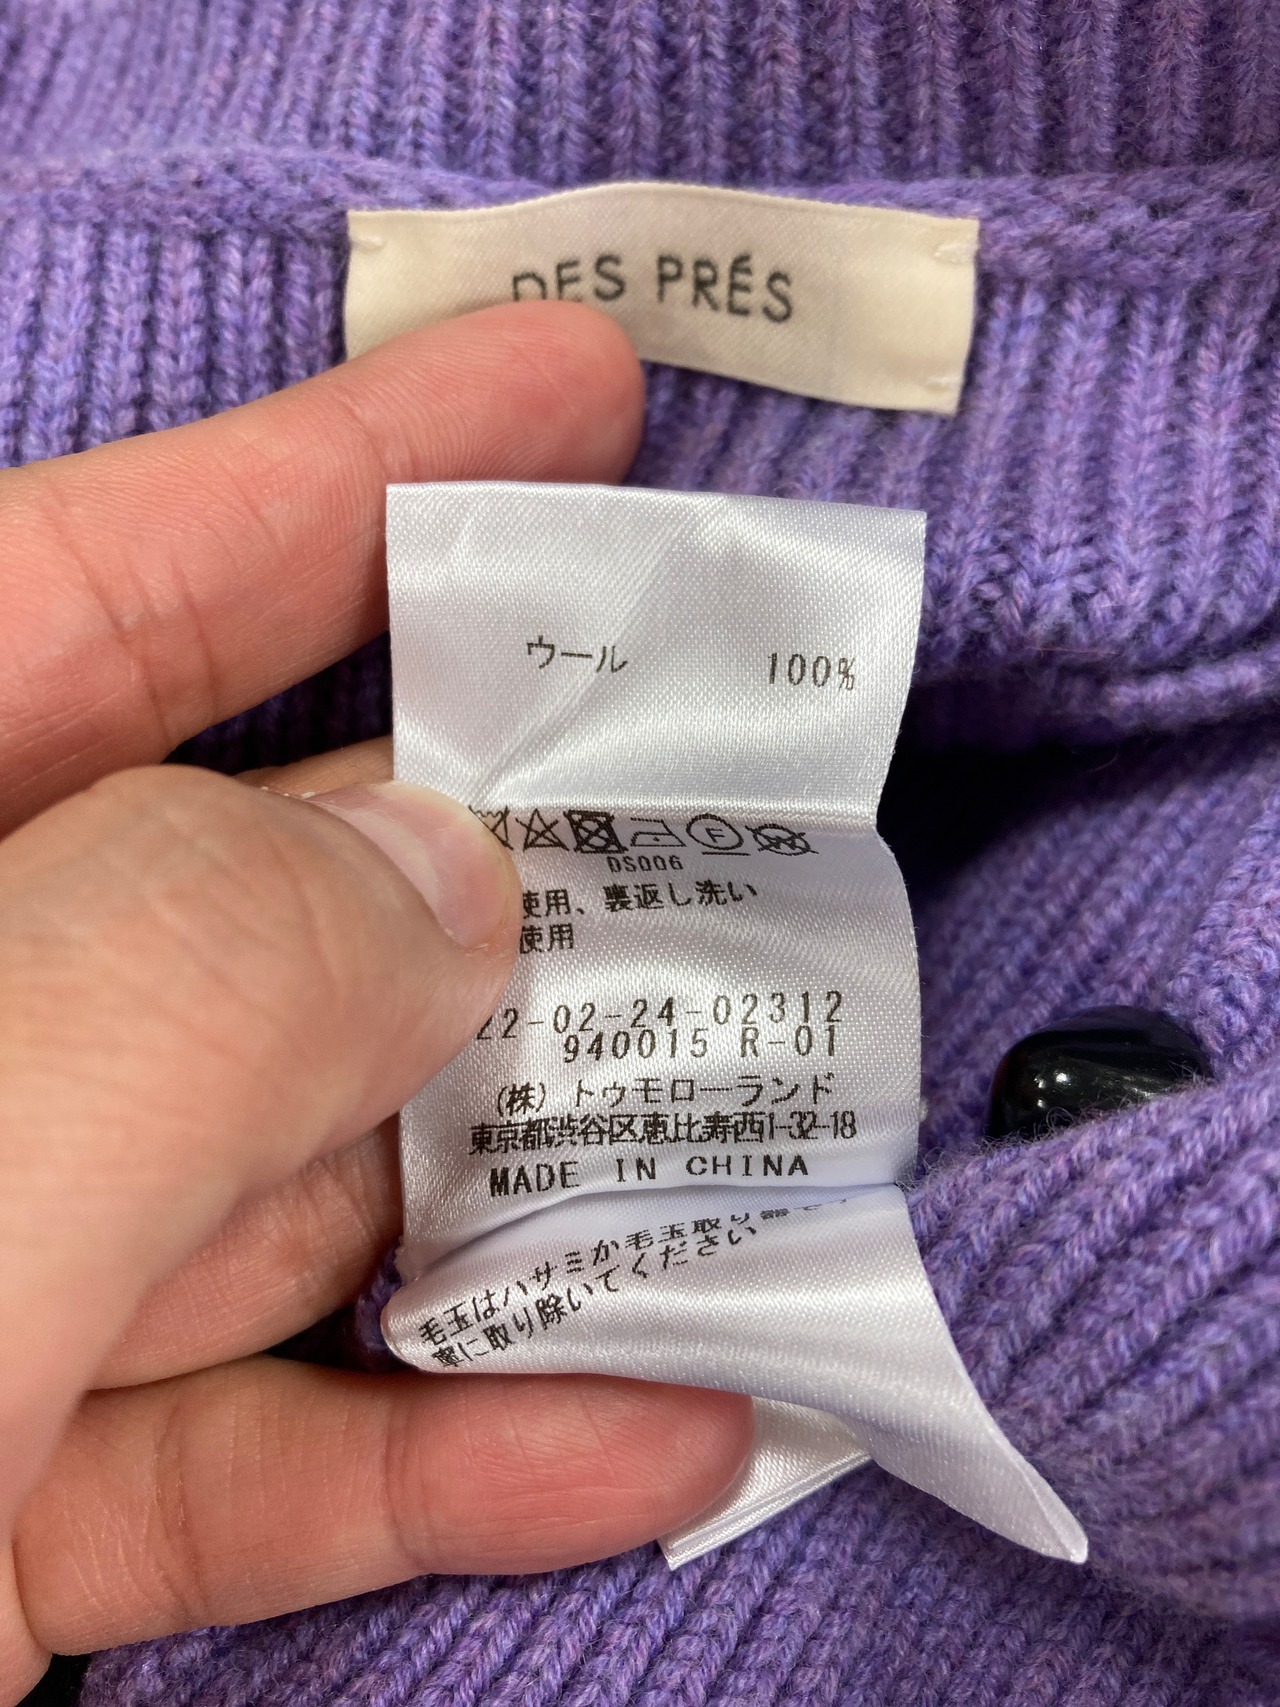 DES PRÉS
ウール 100%
F W
DS006
使用、裏返し洗い
使用
22-02-24-02312
940015 R-01
(株) トゥモローランド
東京都渋谷区恵比寿西1-32-18
MADE IN CHINA
毛玉はハサミか毛玉取り器で
寧に取り除いてください